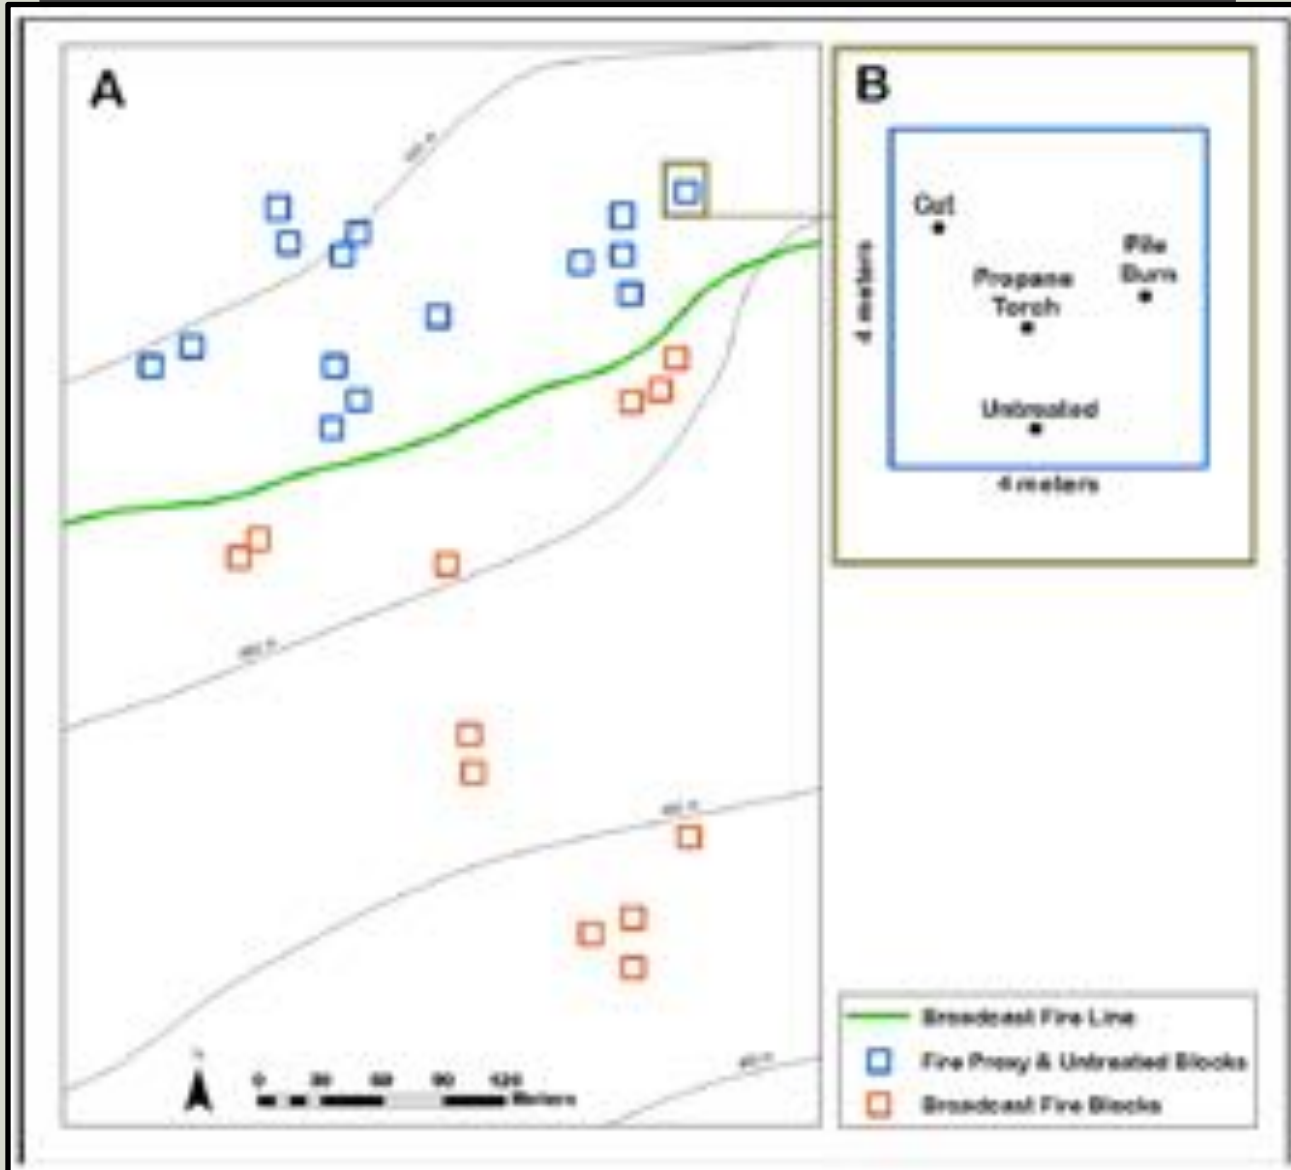 A
B
Cut
Pile
Burn
Propane
Torch
4 meters
Untreated
4 meters
N
0 30 60 90 120
Meters
Broadcast Fire Line
Fire Proxy & Untreated Blocks
Broadcast Fire Blocks